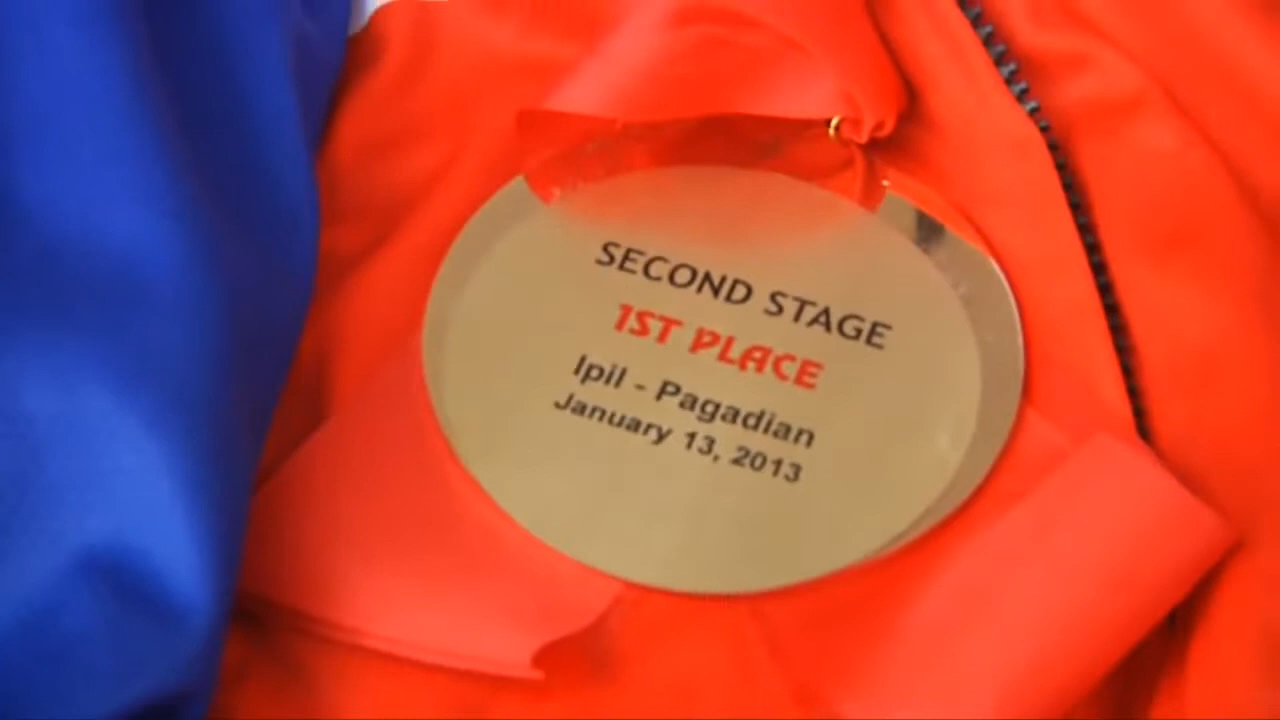 SECOND STAGE
1ST PLACE
Ipil - Pagadian
January 13, 2013